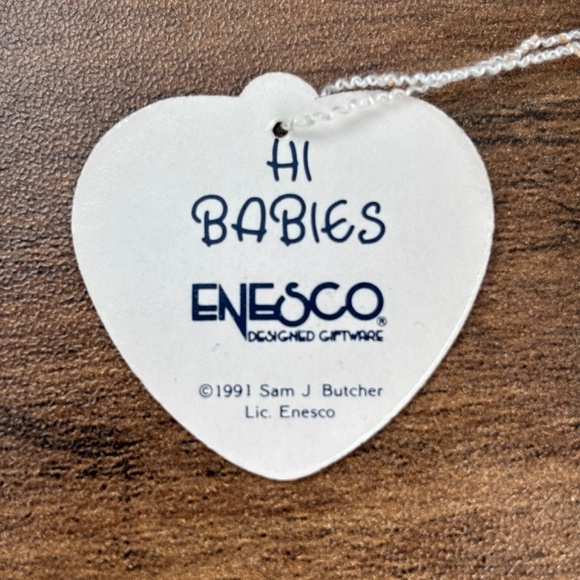 HI
BABIES
ENESCO®
DESIGNED GIFTWARE
©1991 Sam J Butcher
Lic. Enesco